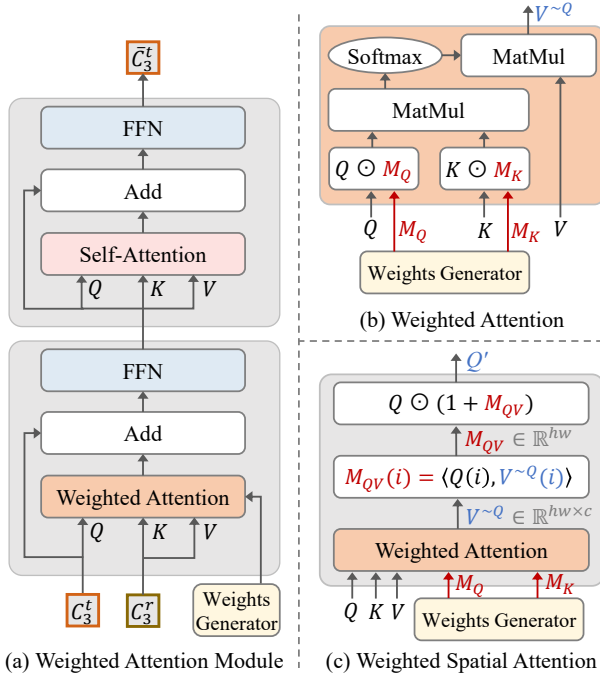 C̄₃ᵗ
FFN
Add
Self-Attention
Q K V
FFN
Add
Weighted Attention
Q K V
C₃ᵗ C₃ʳ
Weights
Generator
(a) Weighted Attention Module
V~Q
Softmax
MatMul
MatMul
Q ⊙ M_Q
K ⊙ M_K
Q M_Q K M_K V
Weights Generator
(b) Weighted Attention
Q′
Q ⊙ (1 + M_QV)
M_QV ∈ ℝʰʷ
M_QV(i) = ⟨Q(i), V~Q(i)⟩
V~Q ∈ ℝʰʷˣᶜ
Weighted Attention
M_Q M_K
Q K V
Weights Generator
(c) Weighted Spatial Attention